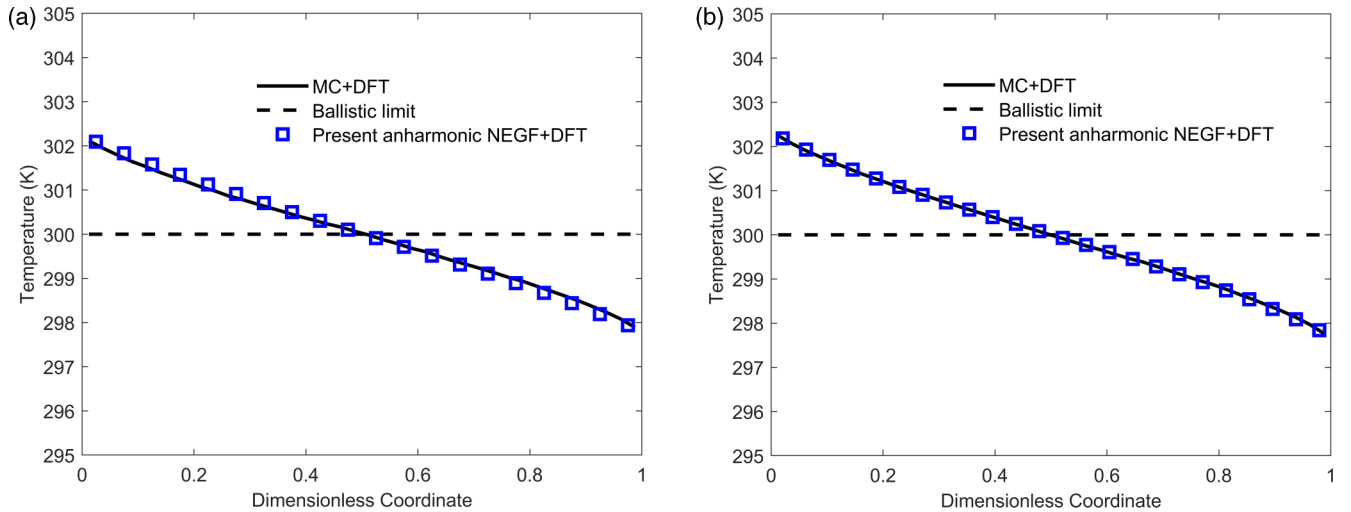 (a)
305
304
303
302
301
300
299
298
297
296
295
Temperature (K)
0
0.2
0.4
0.6
0.8
1
Dimensionless Coordinate
MC+DFT
Ballistic limit
Present anharmonic NEGF+DFT
(b)
305
304
303
302
301
300
299
298
297
296
295
Temperature (K)
0
0.2
0.4
0.6
0.8
1
Dimensionless Coordinate
MC+DFT
Ballistic limit
Present anharmonic NEGF+DFT